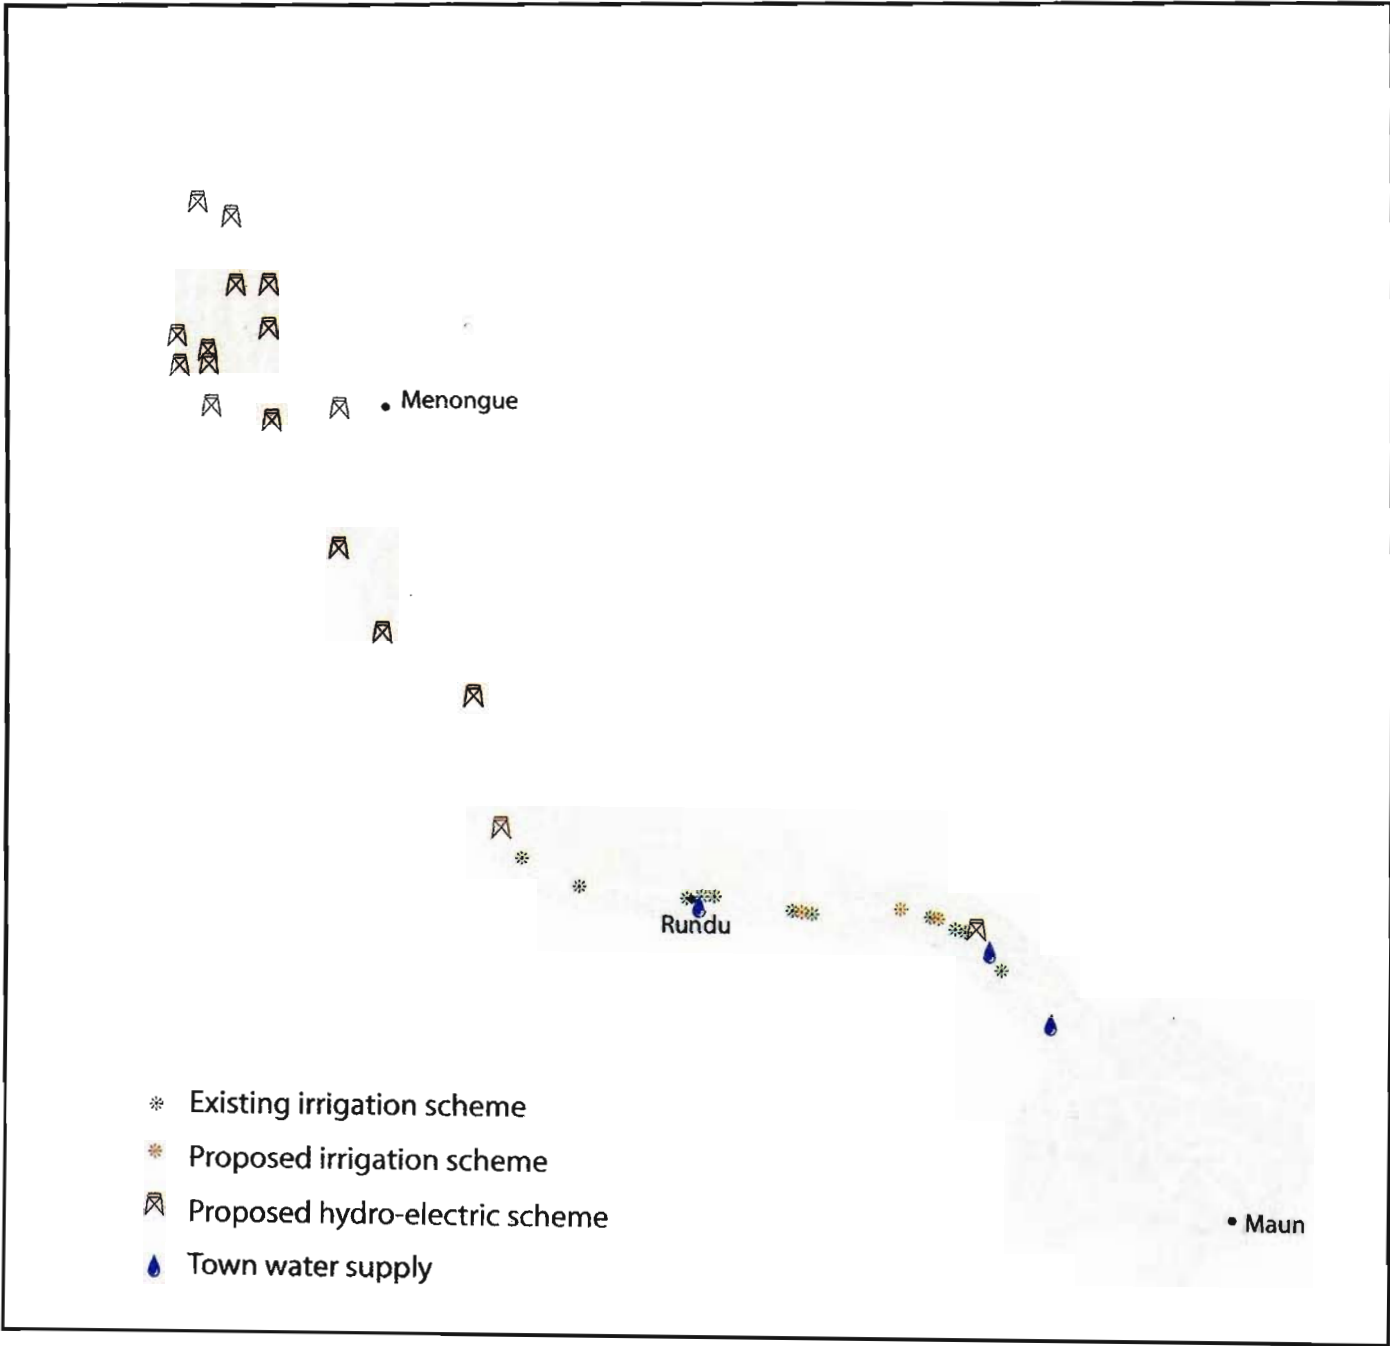 Menongue
Rundu
Existing irrigation scheme
Proposed irrigation scheme
Proposed hydro-electric scheme
Maun
Town water supply